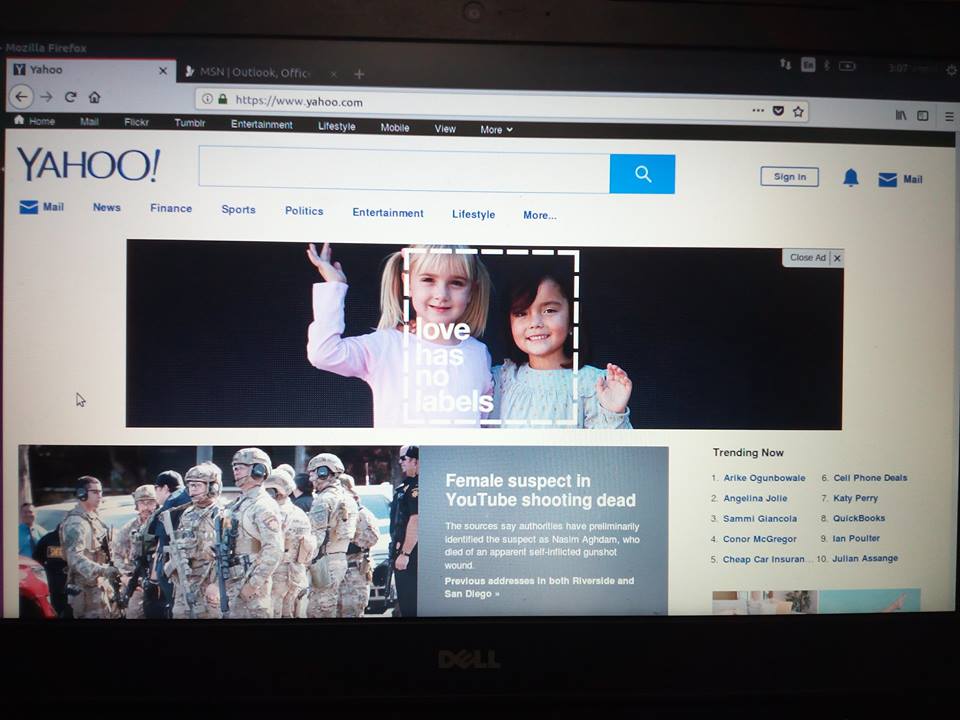 Mozilla Firefox
Yahoo
MSN | Outlook, Offic
En
3:07
https://www.yahoo.com
Home Mail Flickr Tumblr Entertainment Lifestyle Mobile View More
YAHOO!
Sign in
Mail
Mail News Finance Sports Politics Entertainment Lifestyle More...
Close Ad
love
has
no
labels
Female suspect in
YouTube shooting dead
The sources say authorities have preliminarily
identified the suspect as Nasim Aghdam, who
died of an apparent self-inflicted gunshot
wound.
Previous addresses in both Riverside and
San Diego »
Trending Now
1. Arike Ogunbowale
2. Angelina Jolie
3. Sammi Giancola
4. Conor McGregor
5. Cheap Car Insuran...
6. Cell Phone Deals
7. Katy Perry
8. QuickBooks
9. Ian Poulter
10. Julian Assange
DELL